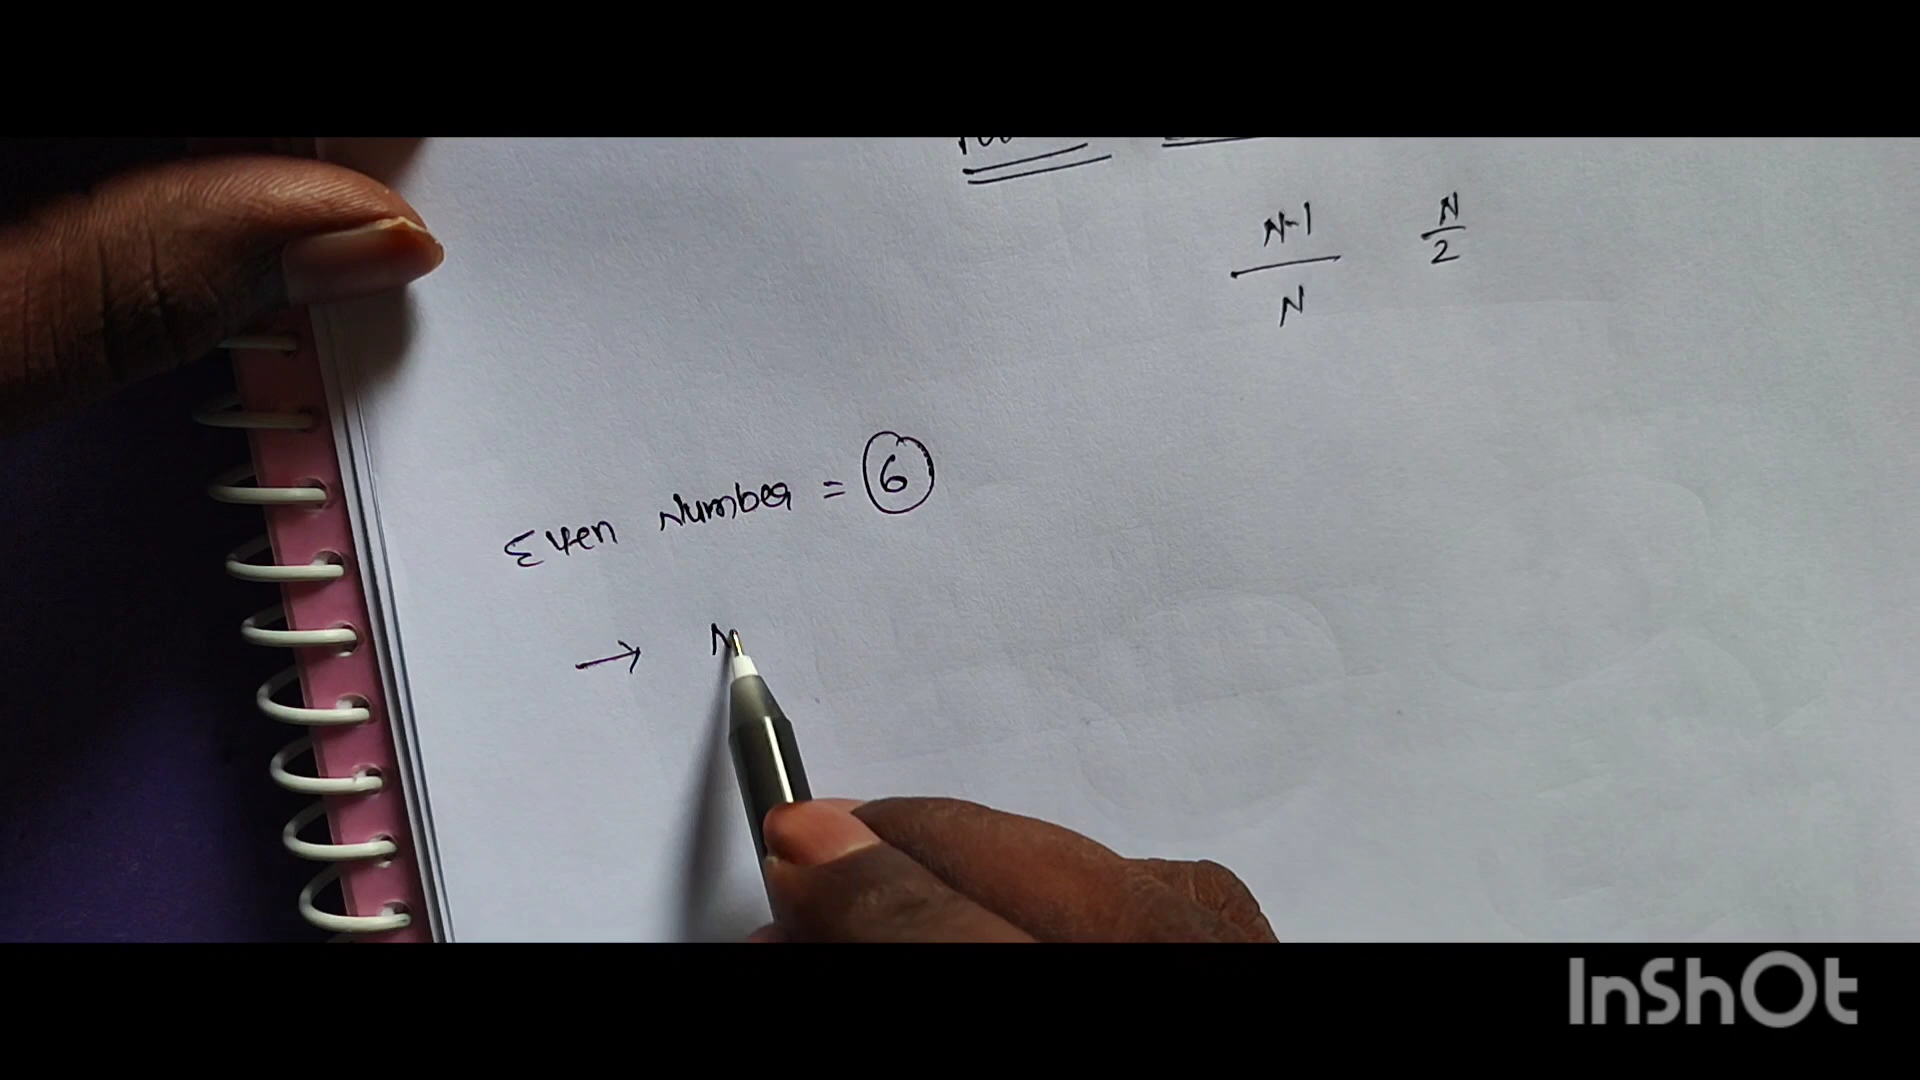 N-1 N
N 2
Even Number = 6
→ N
InShOt